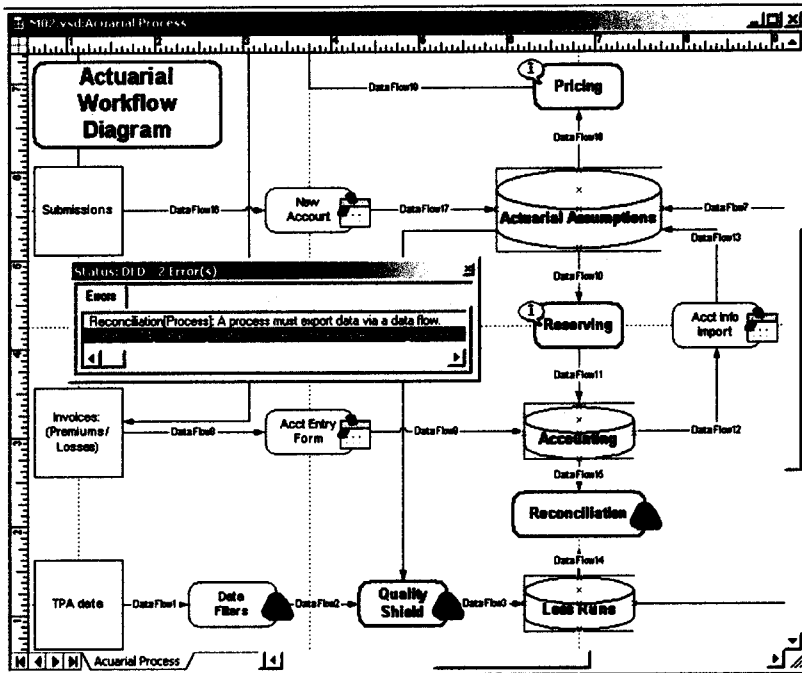 M02.vsd:Actuarial Process
Actuarial
Workflow
Diagram
DataFlow19
Pricing
DataFlow18
Submissions
DataFlow16
New
Account
DataFlow17
Actuarial Assumptions
DataFlow7
DataFlow13
Status: DFD - 2 Error(s)
Errors
Reconciliation[Process]: A process must export data via a data flow.
DataFlow10
Reserving
Acct Info
Import
DataFlow11
Invoices:
(Premiums /
Losses)
DataFlow8
Acct Entry
Form
DataFlow9
Accounting
DataFlow12
DataFlow15
Reconciliation
DataFlow14
TPA data
DataFlow1
Data
Filters
DataFlow2
Quality
Shield
DataFlow3
Loss Runs
Acuarial Process